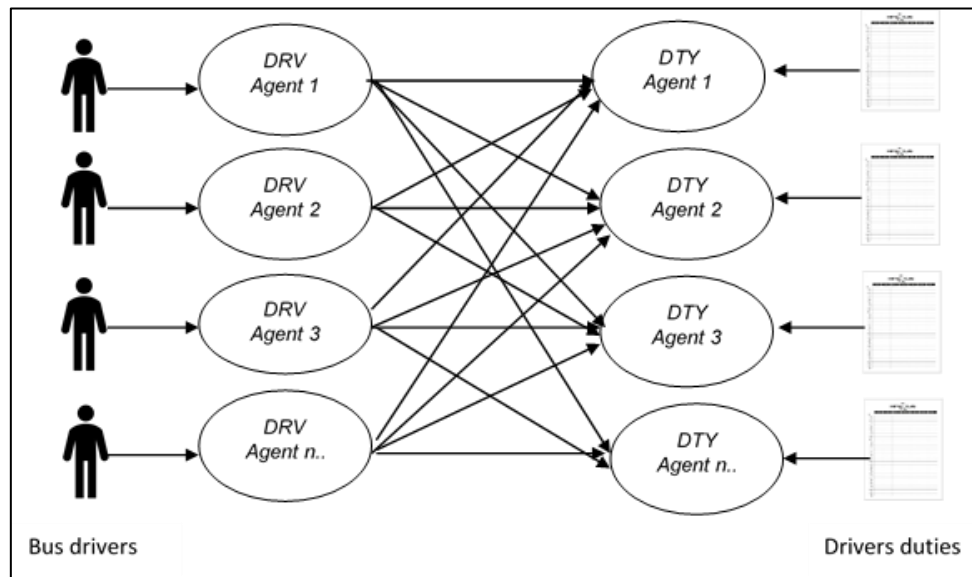 DRV
Agent 1
DTY
Agent 1
DRV
Agent 2
DTY
Agent 2
DRV
Agent 3
DTY
Agent 3
DRV
Agent n..
DTY
Agent n..
Bus drivers
Drivers duties